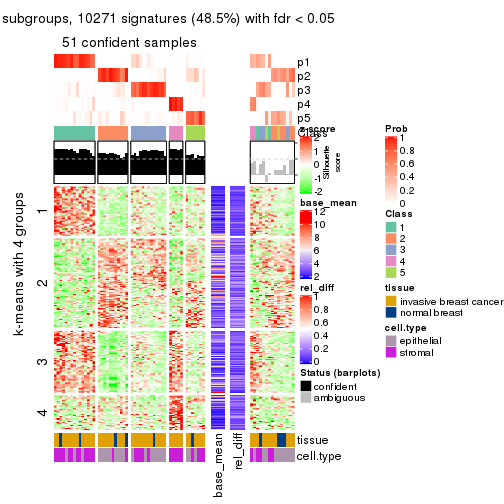 subgroups, 10271 signatures (48.5%) with fdr < 0.05
51 confident samples
p1
p2
p3
p4
p5
Class
Silhouette
score
k-means with 4 groups
1
2
3
4
tissue
cell.type
base_mean
rel_diff
z-score
2
1
0
-1
-2
base_mean
12
10
8
6
4
2
rel_diff
1
0.8
0.6
0.4
0.2
0
Status (barplots)
confident
ambiguous
Prob
1
0.8
0.6
0.4
0.2
0
Class
1
2
3
4
5
tissue
invasive breast cancer
normal breast
cell.type
epithelial
stromal